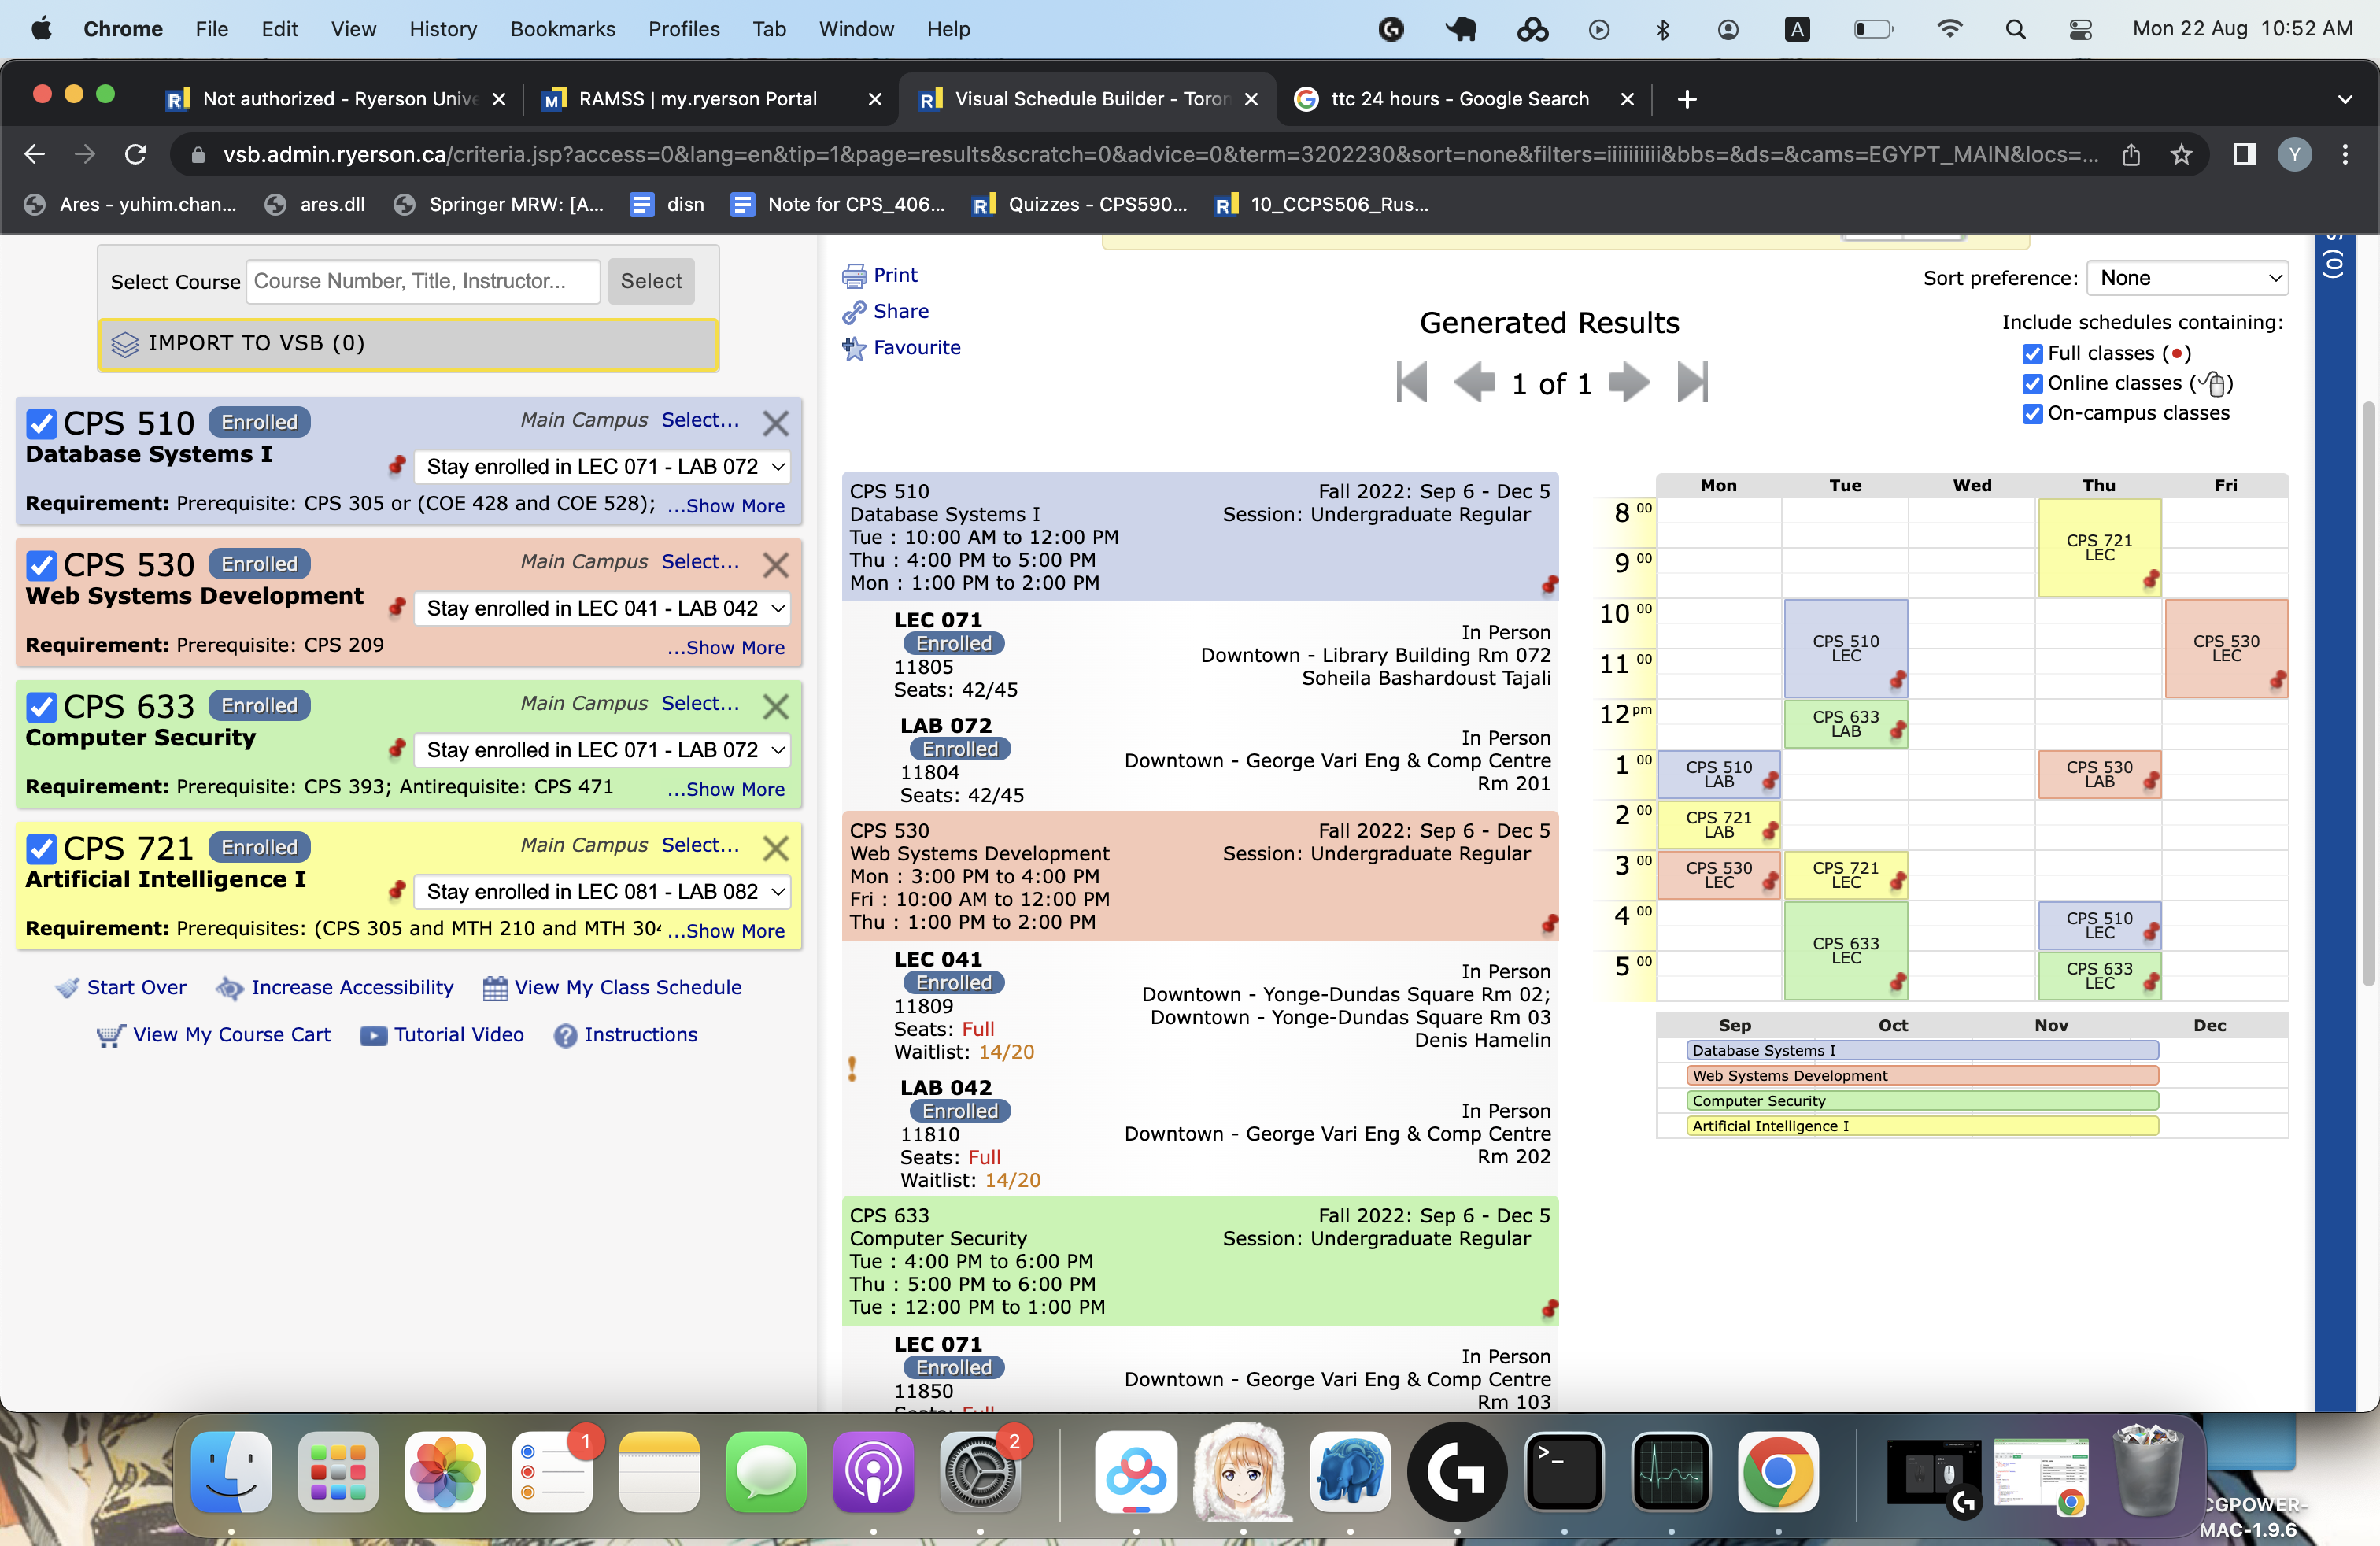 Chrome File Edit View History Bookmarks Profiles Tab Window Help A Mon 22 Aug 10:52 AM
Not authorized - Ryerson Unive RAMSS | my.ryerson Portal Visual Schedule Builder - Toron ttc 24 hours - Google Search
vsb.admin.ryerson.ca/criteria.jsp?access=0&lang=en&tip=1&page=results&scratch=0&advice=0&term=3202230&sort=none&filters=iiiiiiiiii&bbs=&ds=&cams=EGYPT_MAIN&locs=... Y
Ares - yuhim.chan... ares.dll Springer MRW: [A... disn Note for CPS_406... Quizzes - CPS590... 10_CCPS506_Rus...
Select Course Course Number, Title, Instructor... Select
IMPORT TO VSB (0)
CPS 510 Enrolled Main Campus Select...
Database Systems I
Stay enrolled in LEC 071 - LAB 072
Requirement: Prerequisite: CPS 305 or (COE 428 and COE 528); ...Show More
CPS 530 Enrolled Main Campus Select...
Web Systems Development
Stay enrolled in LEC 041 - LAB 042
Requirement: Prerequisite: CPS 209 ...Show More
CPS 633 Enrolled Main Campus Select...
Computer Security
Stay enrolled in LEC 071 - LAB 072
Requirement: Prerequisite: CPS 393; Antirequisite: CPS 471 ...Show More
CPS 721 Enrolled Main Campus Select...
Artificial Intelligence I
Stay enrolled in LEC 081 - LAB 082
Requirement: Prerequisites: (CPS 305 and MTH 210 and MTH 304 ...Show More
Start Over Increase Accessibility View My Class Schedule
View My Course Cart Tutorial Video Instructions
Print
Share
Favourite
Generated Results
1 of 1
Sort preference: None
Include schedules containing:
Full classes (•)
Online classes ( )
On-campus classes
(0)
CPS 510 Fall 2022: Sep 6 - Dec 5
Database Systems I Session: Undergraduate Regular
Tue : 10:00 AM to 12:00 PM
Thu : 4:00 PM to 5:00 PM
Mon : 1:00 PM to 2:00 PM
LEC 071
Enrolled
11805
Seats: 42/45
In Person
Downtown - Library Building Rm 072
Soheila Bashardoust Tajali
LAB 072
Enrolled
11804
Seats: 42/45
In Person
Downtown - George Vari Eng & Comp Centre
Rm 201
CPS 530 Fall 2022: Sep 6 - Dec 5
Web Systems Development Session: Undergraduate Regular
Mon : 3:00 PM to 4:00 PM
Fri : 10:00 AM to 12:00 PM
Thu : 1:00 PM to 2:00 PM
LEC 041
Enrolled
11809
Seats: Full
Waitlist: 14/20
In Person
Downtown - Yonge-Dundas Square Rm 02;
Downtown - Yonge-Dundas Square Rm 03
Denis Hamelin
LAB 042
Enrolled
11810
Seats: Full
Waitlist: 14/20
In Person
Downtown - George Vari Eng & Comp Centre
Rm 202
CPS 633 Fall 2022: Sep 6 - Dec 5
Computer Security Session: Undergraduate Regular
Tue : 4:00 PM to 6:00 PM
Thu : 5:00 PM to 6:00 PM
Tue : 12:00 PM to 1:00 PM
LEC 071
Enrolled
11850
Seats: Full
In Person
Downtown - George Vari Eng & Comp Centre
Rm 103
Mon Tue Wed Thu Fri
8 00
CPS 721
LEC
9 00
10 00
CPS 510
LEC
CPS 530
LEC
11 00
12 pm
CPS 633
LAB
1 00
CPS 510
LAB
CPS 530
LAB
2 00
CPS 721
LAB
3 00
CPS 530
LEC
CPS 721
LEC
4 00
CPS 633
LEC
CPS 510
LEC
5 00
CPS 633
LEC
Sep Oct Nov Dec
Database Systems I
Web Systems Development
Computer Security
Artificial Intelligence I
1
2
>_
CGPOWER-
MAC-1.9.6